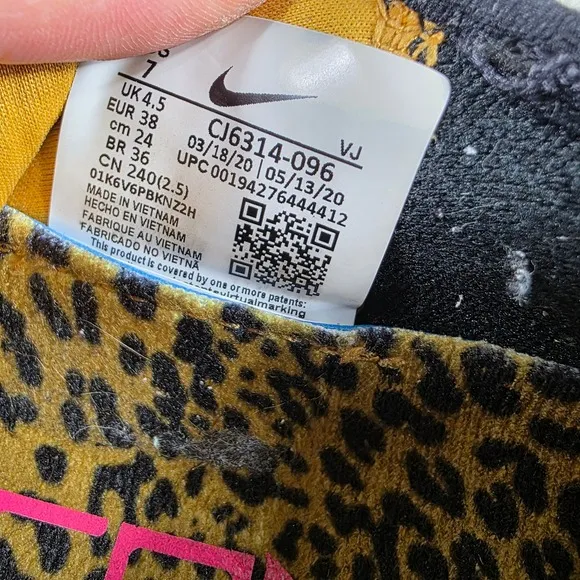 7
UK 4.5
EUR 38
cm 24
BR 36
CN 240(2.5)
01K6V6PBKNZ2H
MADE IN VIETNAM
HECHO EN VIETNAM
FABRIQUE AU VIETNAM
FABRICADO NO VIETNÃ
This product is covered by one or more patents:
CJ6314-096
VJ
03/18/20 | 05/13/20
UPC 00194276444412